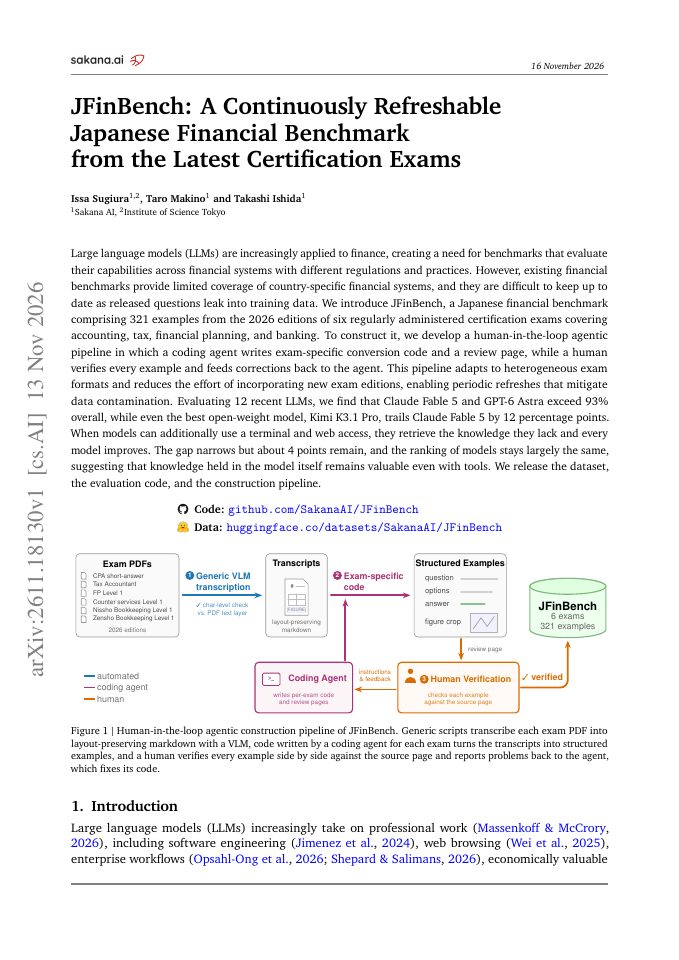 sakana.ai
16 November 2026
JFinBench: A Continuously Refreshable
Japanese Financial Benchmark
from the Latest Certification Exams
Issa Sugiura1,2, Taro Makino1 and Takashi Ishida1
1Sakana AI, 2Institute of Science Tokyo
Large language models (LLMs) are increasingly applied to finance, creating a need for benchmarks that evaluate
their capabilities across financial systems with different regulations and practices. However, existing financial
benchmarks provide limited coverage of country-specific financial systems, and they are difficult to keep up to
date as released questions leak into training data. We introduce JFinBench, a Japanese financial benchmark
comprising 321 examples from the 2026 editions of six regularly administered certification exams covering
accounting, tax, financial planning, and banking. To construct it, we develop a human-in-the-loop agentic
pipeline in which a coding agent writes exam-specific conversion code and a review page, while a human
verifies every example and feeds corrections back to the agent. This pipeline adapts to heterogeneous exam
formats and reduces the effort of incorporating new exam editions, enabling periodic refreshes that mitigate
data contamination. Evaluating 12 recent LLMs, we find that Claude Fable 5 and GPT-6 Astra exceed 93%
overall, while even the best open-weight model, Kimi K3.1 Pro, trails Claude Fable 5 by 12 percentage points.
When models can additionally use a terminal and web access, they retrieve the knowledge they lack and every
model improves. The gap narrows but about 4 points remain, and the ranking of models stays largely the same,
suggesting that knowledge held in the model itself remains valuable even with tools. We release the dataset,
the evaluation code, and the construction pipeline.
Code: github.com/SakanaAI/JFinBench
Data: huggingface.co/datasets/SakanaAI/JFinBench
Exam PDFs
CPA short-answer
Tax Accountant
FP Level 1
Counter services Level 1
Nissho Bookkeeping Level 1
Zensho Bookkeeping Level 1
2026 editions
1 Generic VLM
transcription
✓ char-level check
vs. PDF text layer
Transcripts
[FIGURE]
layout-preserving
markdown
2 Exam-specific
code
Structured Examples
question
options
answer
figure crop
review page
JFinBench
6 exams
321 examples
automated
coding agent
human
>_ Coding Agent
writes per-exam code
and review pages
instructions
& feedback
3 Human Verification
checks each example
against the source page
✓ verified
Figure 1 | Human-in-the-loop agentic construction pipeline of JFinBench. Generic scripts transcribe each exam PDF into
layout-preserving markdown with a VLM, code written by a coding agent for each exam turns the transcripts into structured
examples, and a human verifies every example side by side against the source page and reports problems back to the agent,
which fixes its code.
1. Introduction
Large language models (LLMs) increasingly take on professional work (Massenkoff & McCrory,
2026), including software engineering (Jimenez et al., 2024), web browsing (Wei et al., 2025),
enterprise workflows (Opsahl-Ong et al., 2026; Shepard & Salimans, 2026), economically valuable
arXiv:2611.18130v1 [cs.AI] 13 Nov 2026